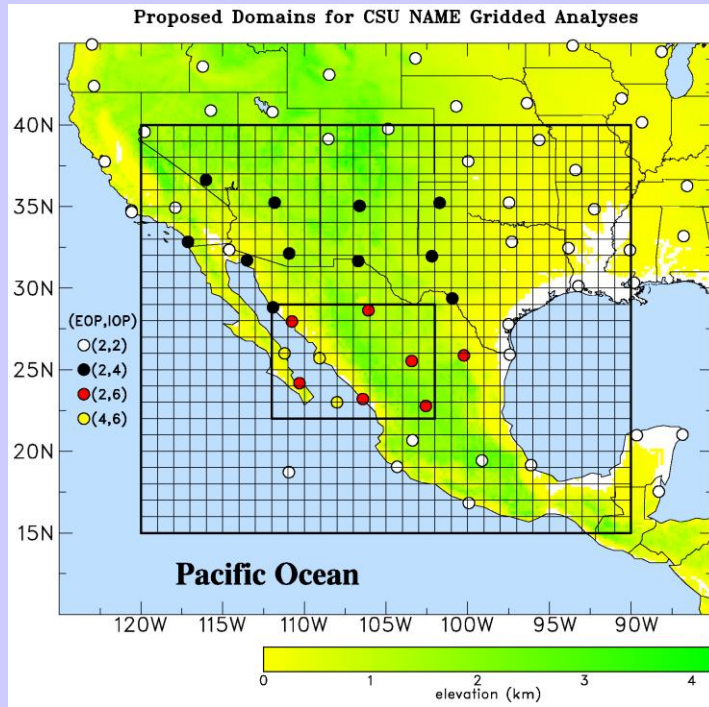 Proposed Domains for CSU NAME Gridded Analyses
40N
35N
30N
(EOP,IOP)
(2,2)
(2,4)
25N
(2,6)
(4,6)
20N
15N
Pacific Ocean
120W 115W 110W 105W 100W 95W 90W
0 1 2 3 4
elevation (km)